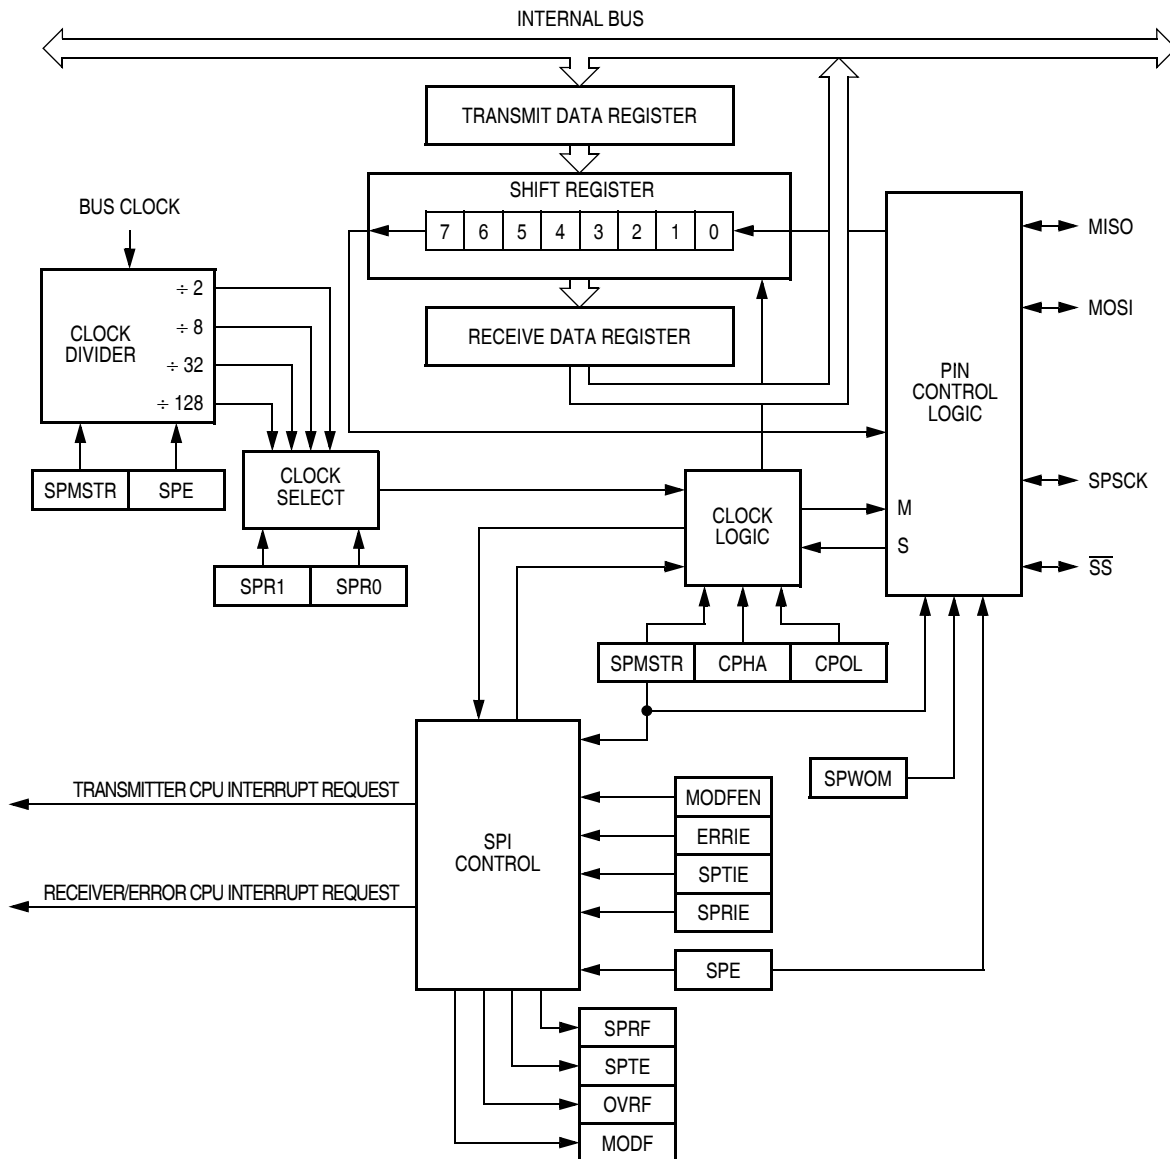 INTERNAL BUS
TRANSMIT DATA REGISTER
SHIFT REGISTER
7 6 5 4 3 2 1 0
RECEIVE DATA REGISTER
BUS CLOCK
÷ 2
÷ 8
÷ 32
÷ 128
CLOCK
DIVIDER
SPMSTR SPE
CLOCK
SELECT
SPR1 SPR0
CLOCK
LOGIC
SPMSTR CPHA CPOL
PIN
CONTROL
LOGIC
M
S
MISO
MOSI
SPSCK
SS
SPWOM
TRANSMITTER CPU INTERRUPT REQUEST
RECEIVER/ERROR CPU INTERRUPT REQUEST
SPI
CONTROL
MODFEN
ERRIE
SPTIE
SPRIE
SPE
SPRF
SPTE
OVRF
MODF